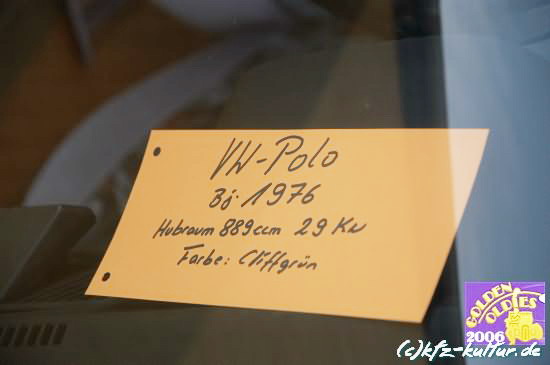 VW-Polo
Bj. 1976
Hubraum 889ccm 29 Kw
Farbe: Cliffgrün
GOLDEN
OLDIES
2006
(c)kfz-kultur.de